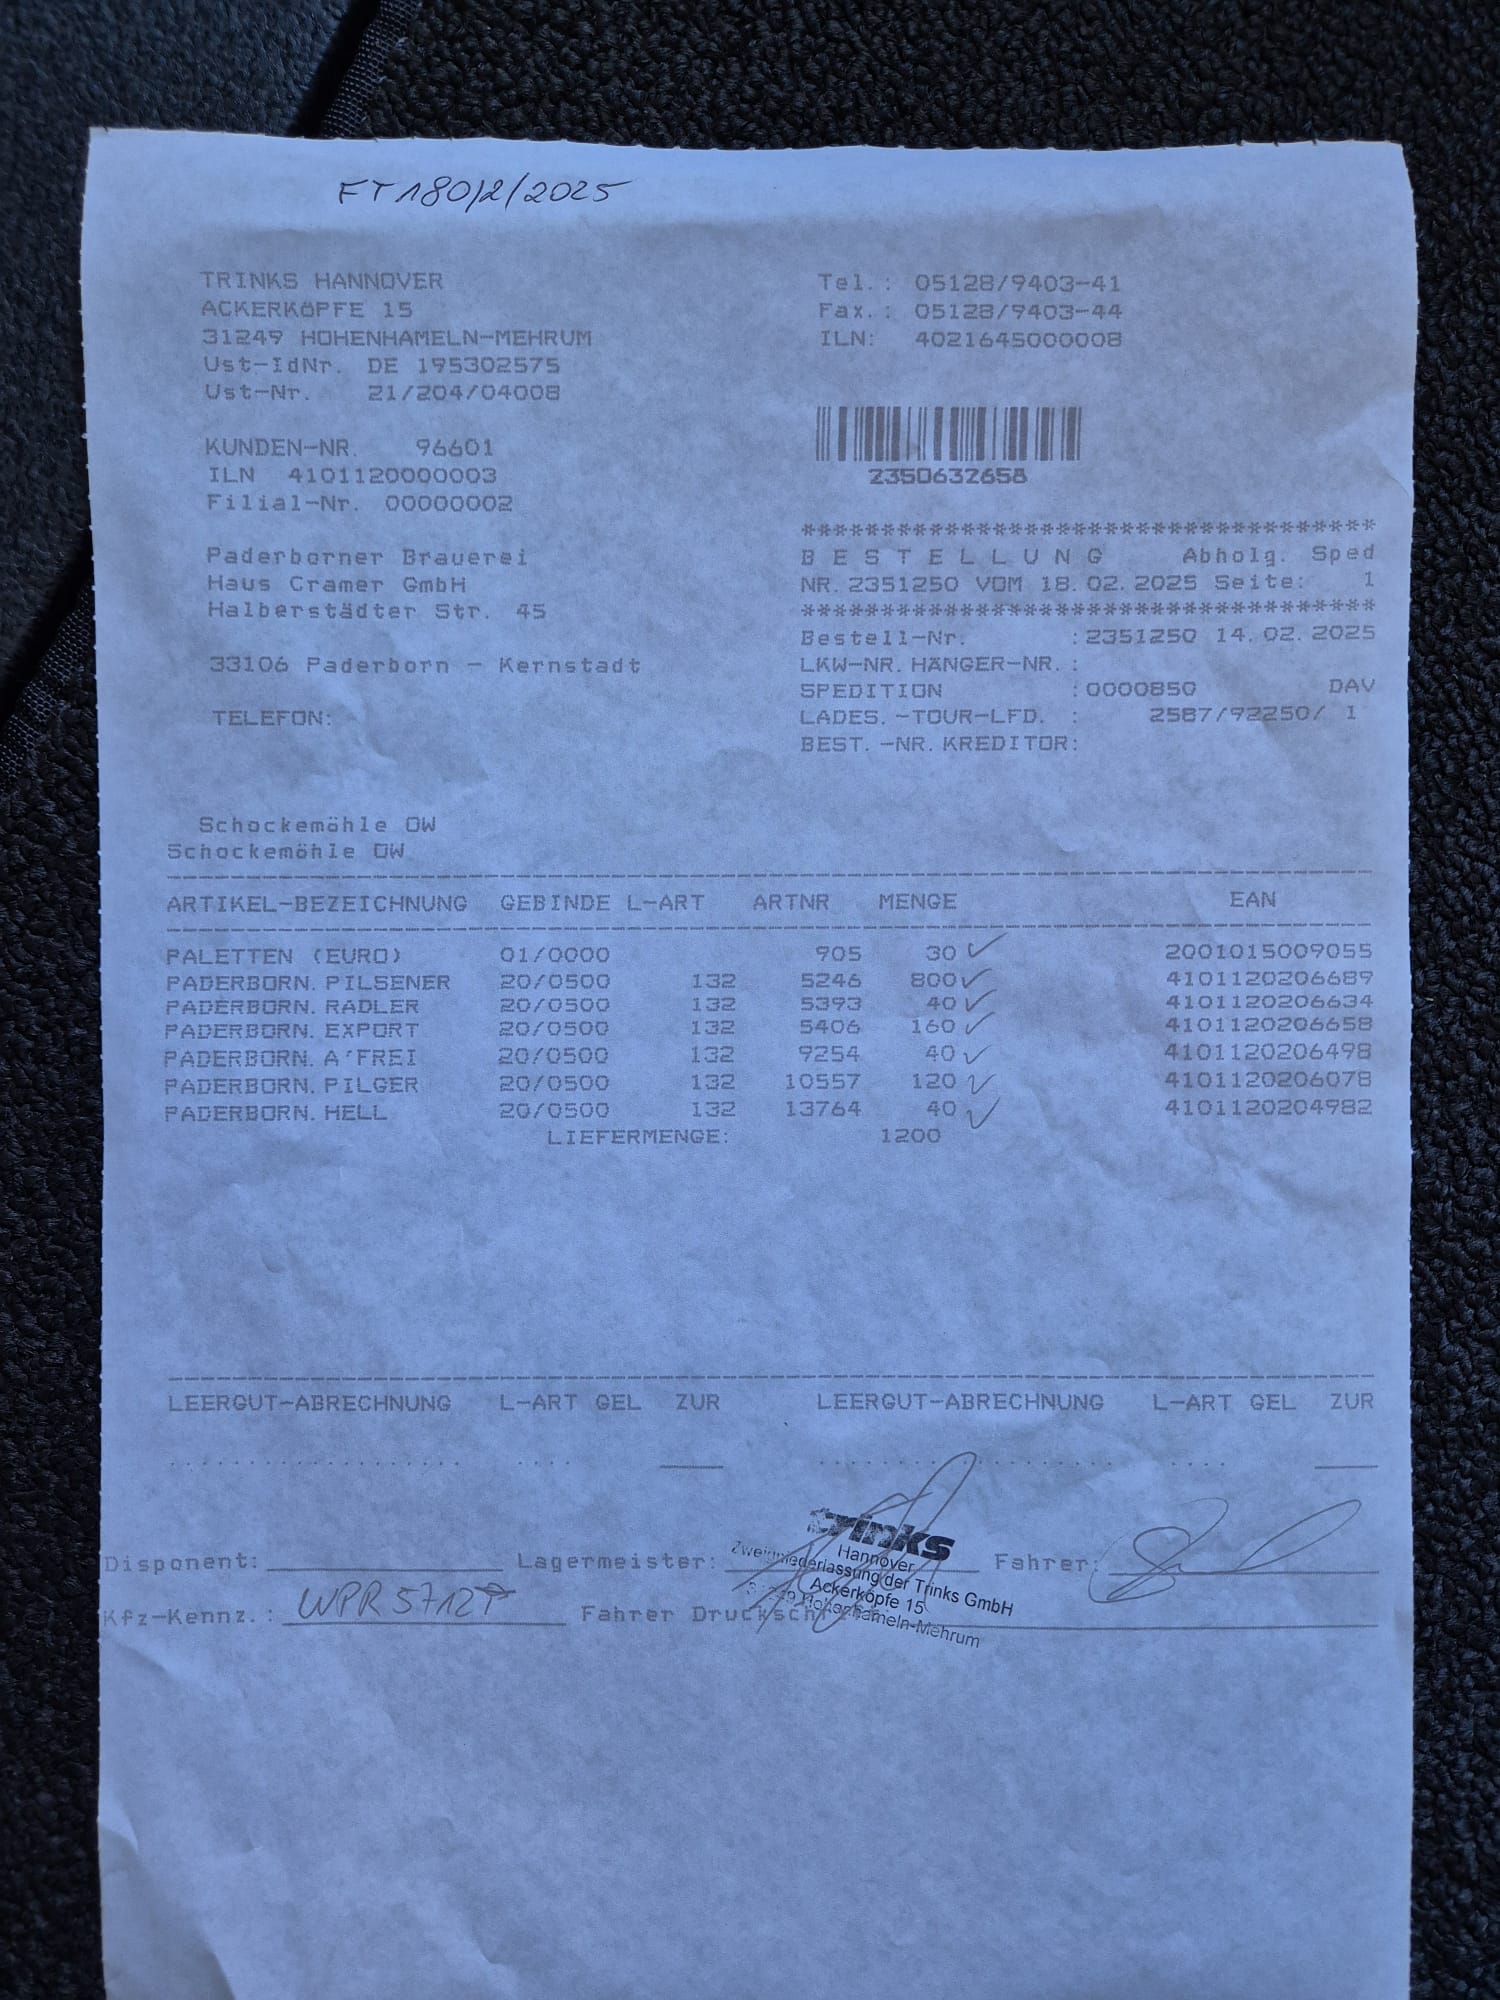 FT180/2/2025
TRINKS HANNOVER
ACKERKÖPFE 15
31249 HOHENHAMELN-MEHRUM
Ust-IdNr. DE 195302575
Ust-Nr. 21/204/04008
Tel.: 05128/9403-41
Fax.: 05128/9403-44
ILN: 4021645000008
KUNDEN-NR. 96601
ILN 4101120000003
Filial-Nr. 00000002
2350632658
Paderborner Brauerei
Haus Cramer GmbH
Halberstädter Str. 45
33106 Paderborn - Kernstadt
TELEFON:
************************************
B E S T E L L U N G Abholg. Sped
NR. 2351250 VOM 18.02.2025 Seite: 1
************************************
Bestell-Nr. :2351250 14.02.2025
LKW-NR. HÄNGER-NR. :
SPEDITION :0000850 DAV
LADES.-TOUR-LFD. : 2587/92250/ 1
BEST.-NR. KREDITOR:
Schockemöhle OW
Schockemöhle OW
ARTIKEL-BEZEICHNUNG GEBINDE L-ART ARTNR MENGE EAN
PALETTEN (EURO) 01/0000 905 30 ✓ 2001015009055
PADERBORN. PILSENER 20/0500 132 5246 800 ✓ 4101120206689
PADERBORN. RADLER 20/0500 132 5393 40 ✓ 4101120206634
PADERBORN. EXPORT 20/0500 132 5406 160 ✓ 4101120206658
PADERBORN. A'FREI 20/0500 132 9254 40 ✓ 4101120206498
PADERBORN. PILGER 20/0500 132 10557 120 ✓ 4101120206078
PADERBORN. HELL 20/0500 132 13764 40 ✓ 4101120204982
LIEFERMENGE: 1200
LEERGUT-ABRECHNUNG L-ART GEL ZUR LEERGUT-ABRECHNUNG L-ART GEL ZUR
Disponent: Lagermeister: Fahrer:
trinks
Hannover
Zweigniederlassung der Trinks GmbH
Ackerköpfe 15
Hohenhameln-Mehrum
Kfz-Kennz.: WPR5712P Fahrer Druckschr